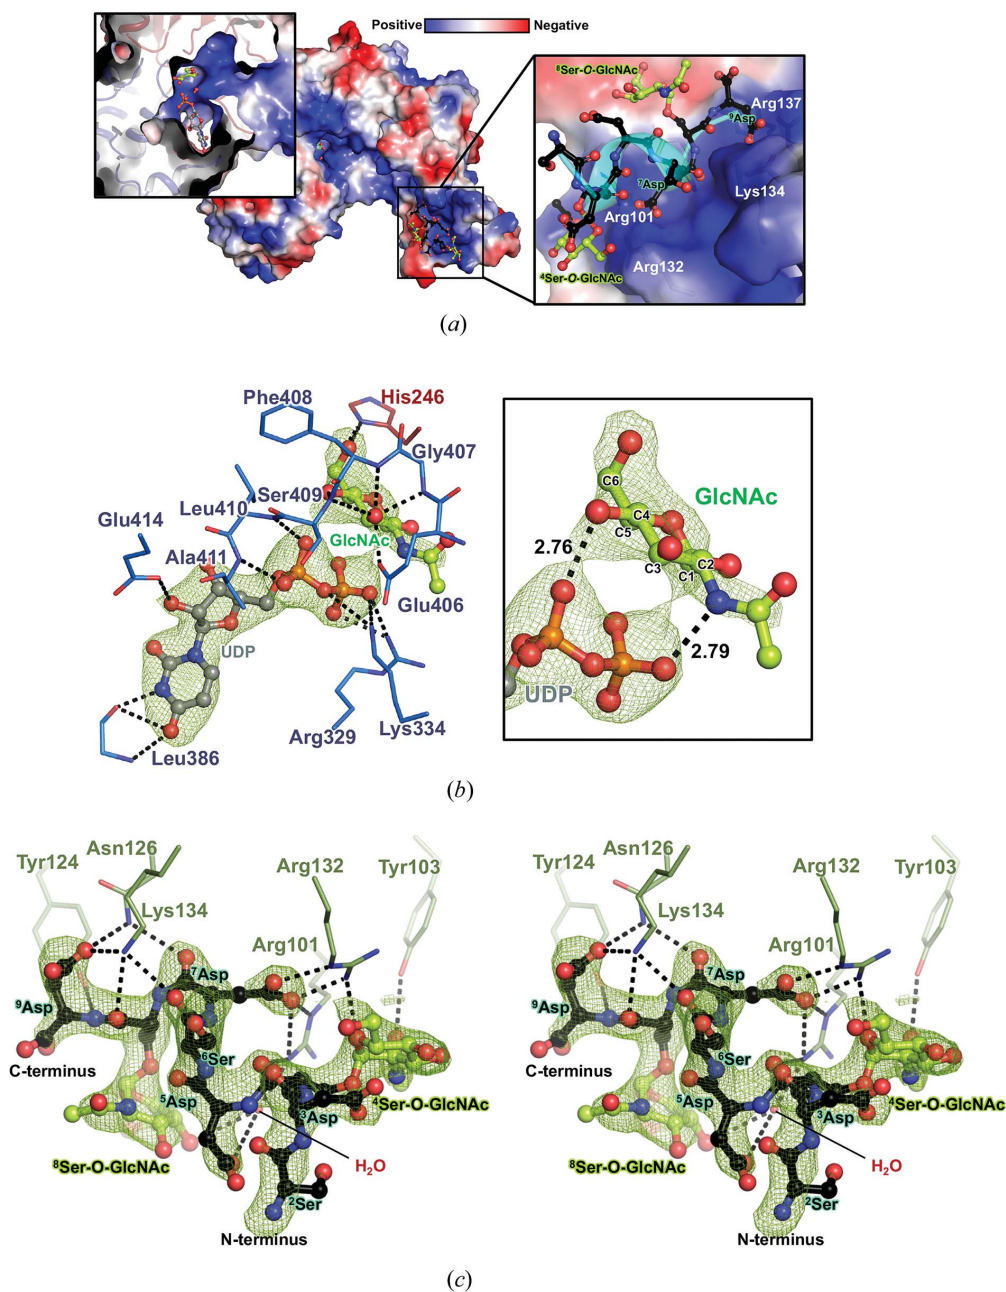 Positive Negative
⁸Ser-O-GlcNAc
Arg137
⁹Asp
⁷Asp
Lys134
Arg101
Arg132
⁴Ser-O-GlcNAc
(a)
Phe408
His246
Gly407
Ser409
Leu410
Glu414
GlcNAc
Ala411
Glu406
UDP
Arg329
Lys334
Leu386
C6
GlcNAc
C4
C5
2.76
C3
C2
C1
2.79
UDP
(b)
Asn126
Tyr124
Arg132
Tyr103
Lys134
Arg101
⁷Asp
⁹Asp
⁶Ser
C-terminus
⁵Asp
³Asp
⁴Ser-O-GlcNAc
⁸Ser-O-GlcNAc
H₂O
²Ser
N-terminus
Asn126
Tyr124
Arg132
Tyr103
Lys134
Arg101
⁷Asp
⁹Asp
⁶Ser
C-terminus
⁵Asp
³Asp
⁴Ser-O-GlcNAc
⁸Ser-O-GlcNAc
H₂O
²Ser
N-terminus
(c)